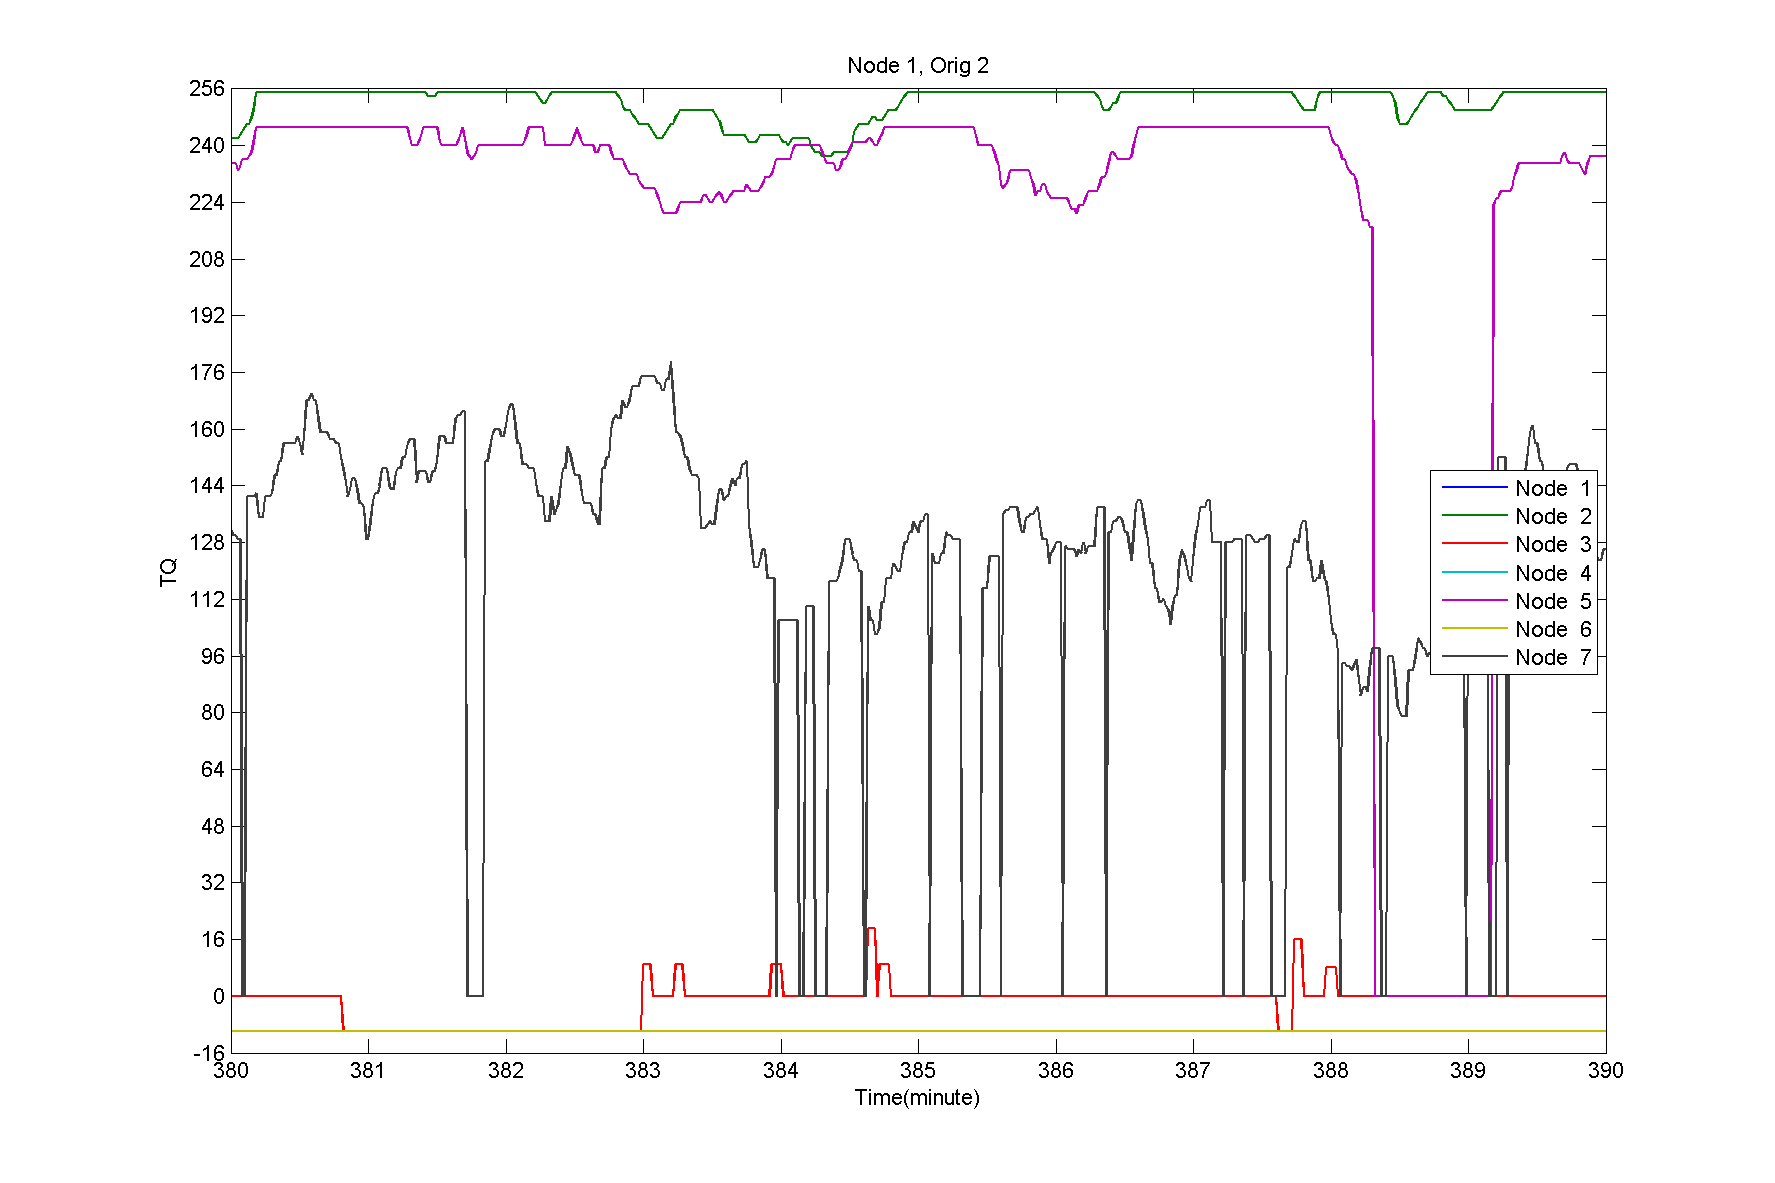 Node 1, Orig 2
256
240
224
208
192
176
160
144
128
112
96
80
64
48
32
16
0
-16
TQ
Node 1
Node 2
Node 3
Node 4
Node 5
Node 6
Node 7
380 381 382 383 384 385 386 387 388 389 390
Time(minute)